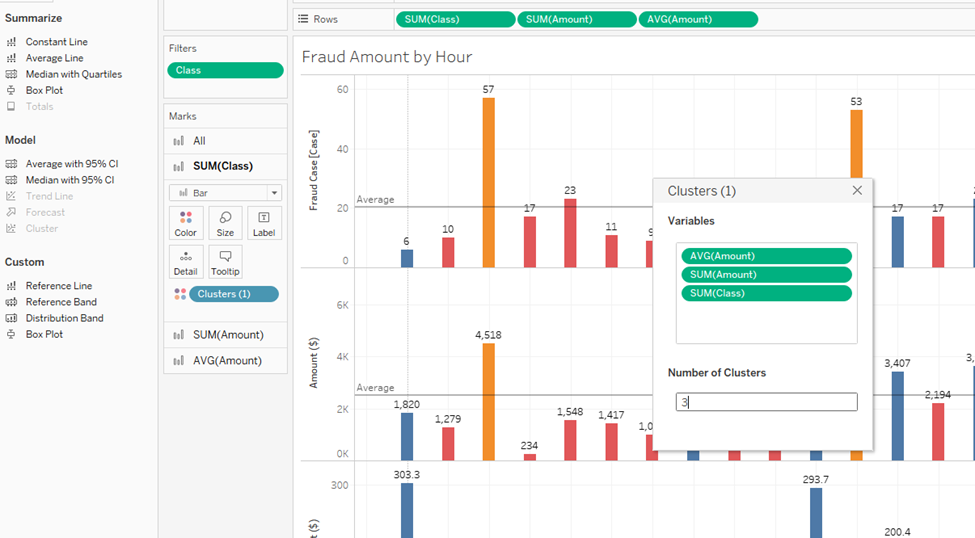 Summarize
Constant Line
Average Line
Median with Quartiles
Box Plot
Totals
Model
Average with 95% CI
Median with 95% CI
Trend Line
Forecast
Cluster
Custom
Reference Line
Reference Band
Distribution Band
Box Plot
Filters
Class
Marks
All
SUM(Class)
Bar
Color Size Label
Detail Tooltip
Clusters (1)
SUM(Amount)
AVG(Amount)
Rows SUM(Class) SUM(Amount) AVG(Amount)
Fraud Amount by Hour
Fraud Case [Case]
60
40
20
0
Average
6 10 57 17 23 11 53 17 17
Amount ($)
6K
4K
2K
0K
Average
1,820 1,279 4,518 234 1,548 1,417 3,407 2,194
300
303.3 293.7 200.4
Clusters (1)
Variables
AVG(Amount)
SUM(Amount)
SUM(Class)
Number of Clusters
3